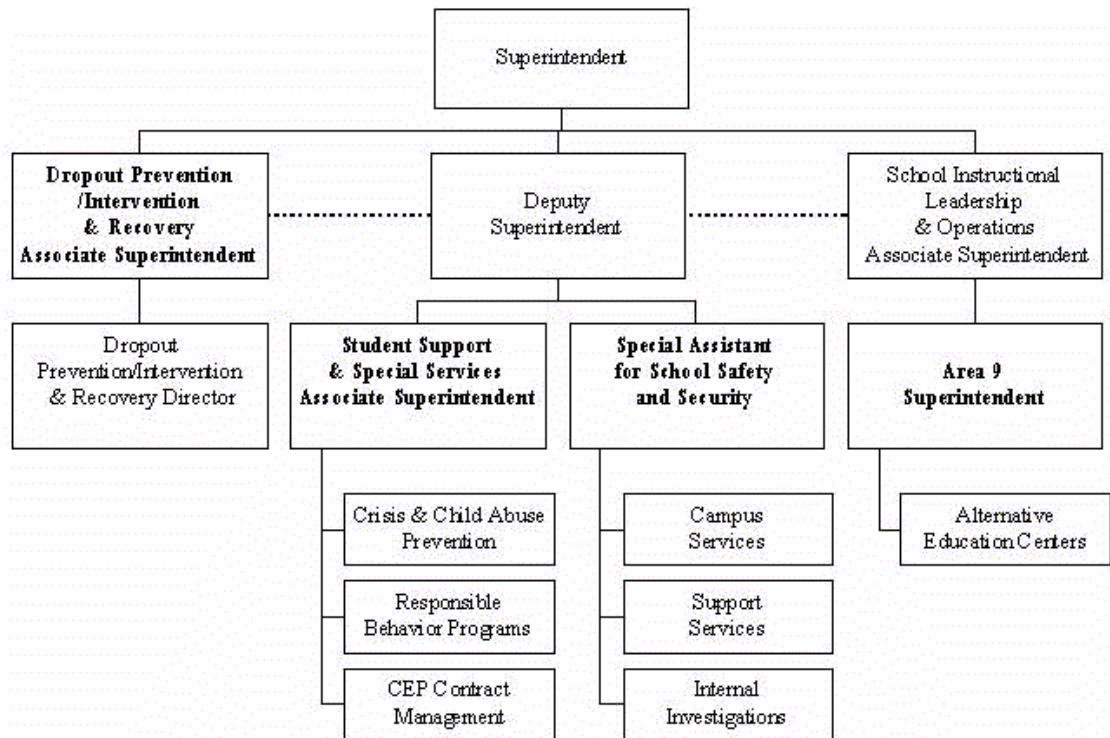 Superintendent
Dropout Prevention
/Intervention
& Recovery
Associate Superintendent
Deputy
Superintendent
School Instructional
Leadership
& Operations
Associate Superintendent
Dropout
Prevention/Intervention
& Recovery Director
Student Support
& Special Services
Associate Superintendent
Special Assistant
for School Safety
and Security
Area 9
Superintendent
Crisis & Child Abuse
Prevention
Campus
Services
Alternative
Education Centers
Responsible
Behavior Programs
Support
Services
CEP Contract
Management
Internal
Investigations